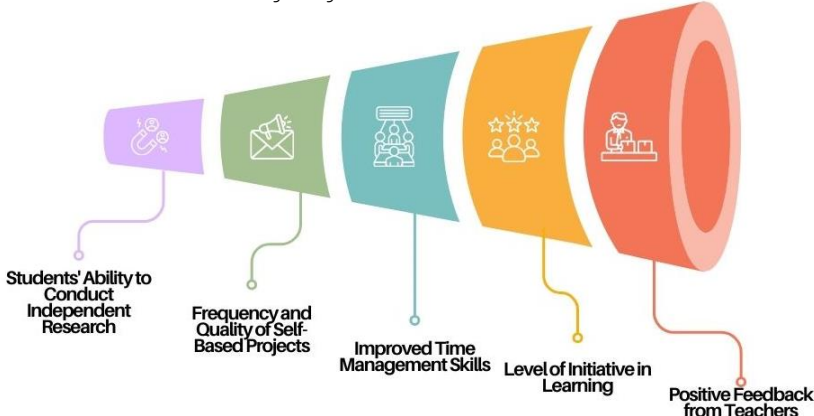 Students' Ability to
Conduct
Independent
Research
Frequency and
Quality of Self-
Based Projects
Improved Time
Management Skills
Level of Initiative in
Learning
Positive Feedback
from Teachers